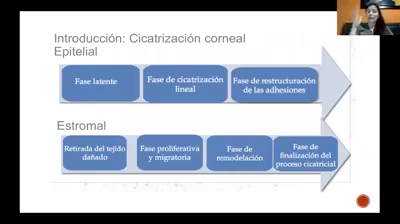 Introducción: Cicatrización corneal
Epitelial
Fase latente
Fase de cicatrización
lineal
Fase de restructuración
de las adhesiones
Estromal
Retirada del tejido
dañado
Fase proliferativa
y migratoria
Fase de
remodelación
Fase de
finalización del
proceso cicatricial